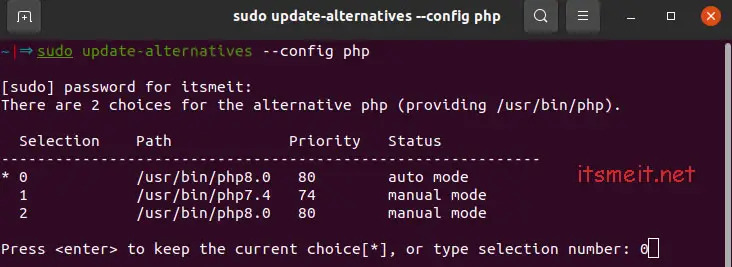 sudo update-alternatives --config php
~|⇒ sudo update-alternatives --config php
[sudo] password for itsmeit:
There are 2 choices for the alternative php (providing /usr/bin/php).
Selection Path Priority Status
------------------------------------------------------------
* 0 /usr/bin/php8.0 80 auto mode
1 /usr/bin/php7.4 74 manual mode
2 /usr/bin/php8.0 80 manual mode
itsmeit.net
Press <enter> to keep the current choice[*], or type selection number: 0